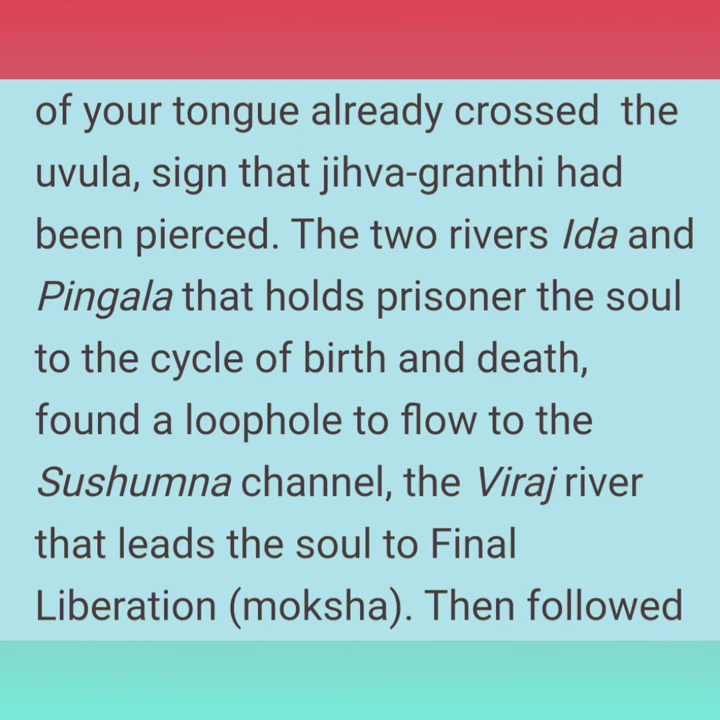 of your tongue already crossed  the
uvula, sign that jihva-granthi had
been pierced. The two rivers Ida and
Pingala that holds prisoner the soul
to the cycle of birth and death,
found a loophole to flow to the
Sushumna channel, the Viraj river
that leads the soul to Final
Liberation (moksha). Then followed